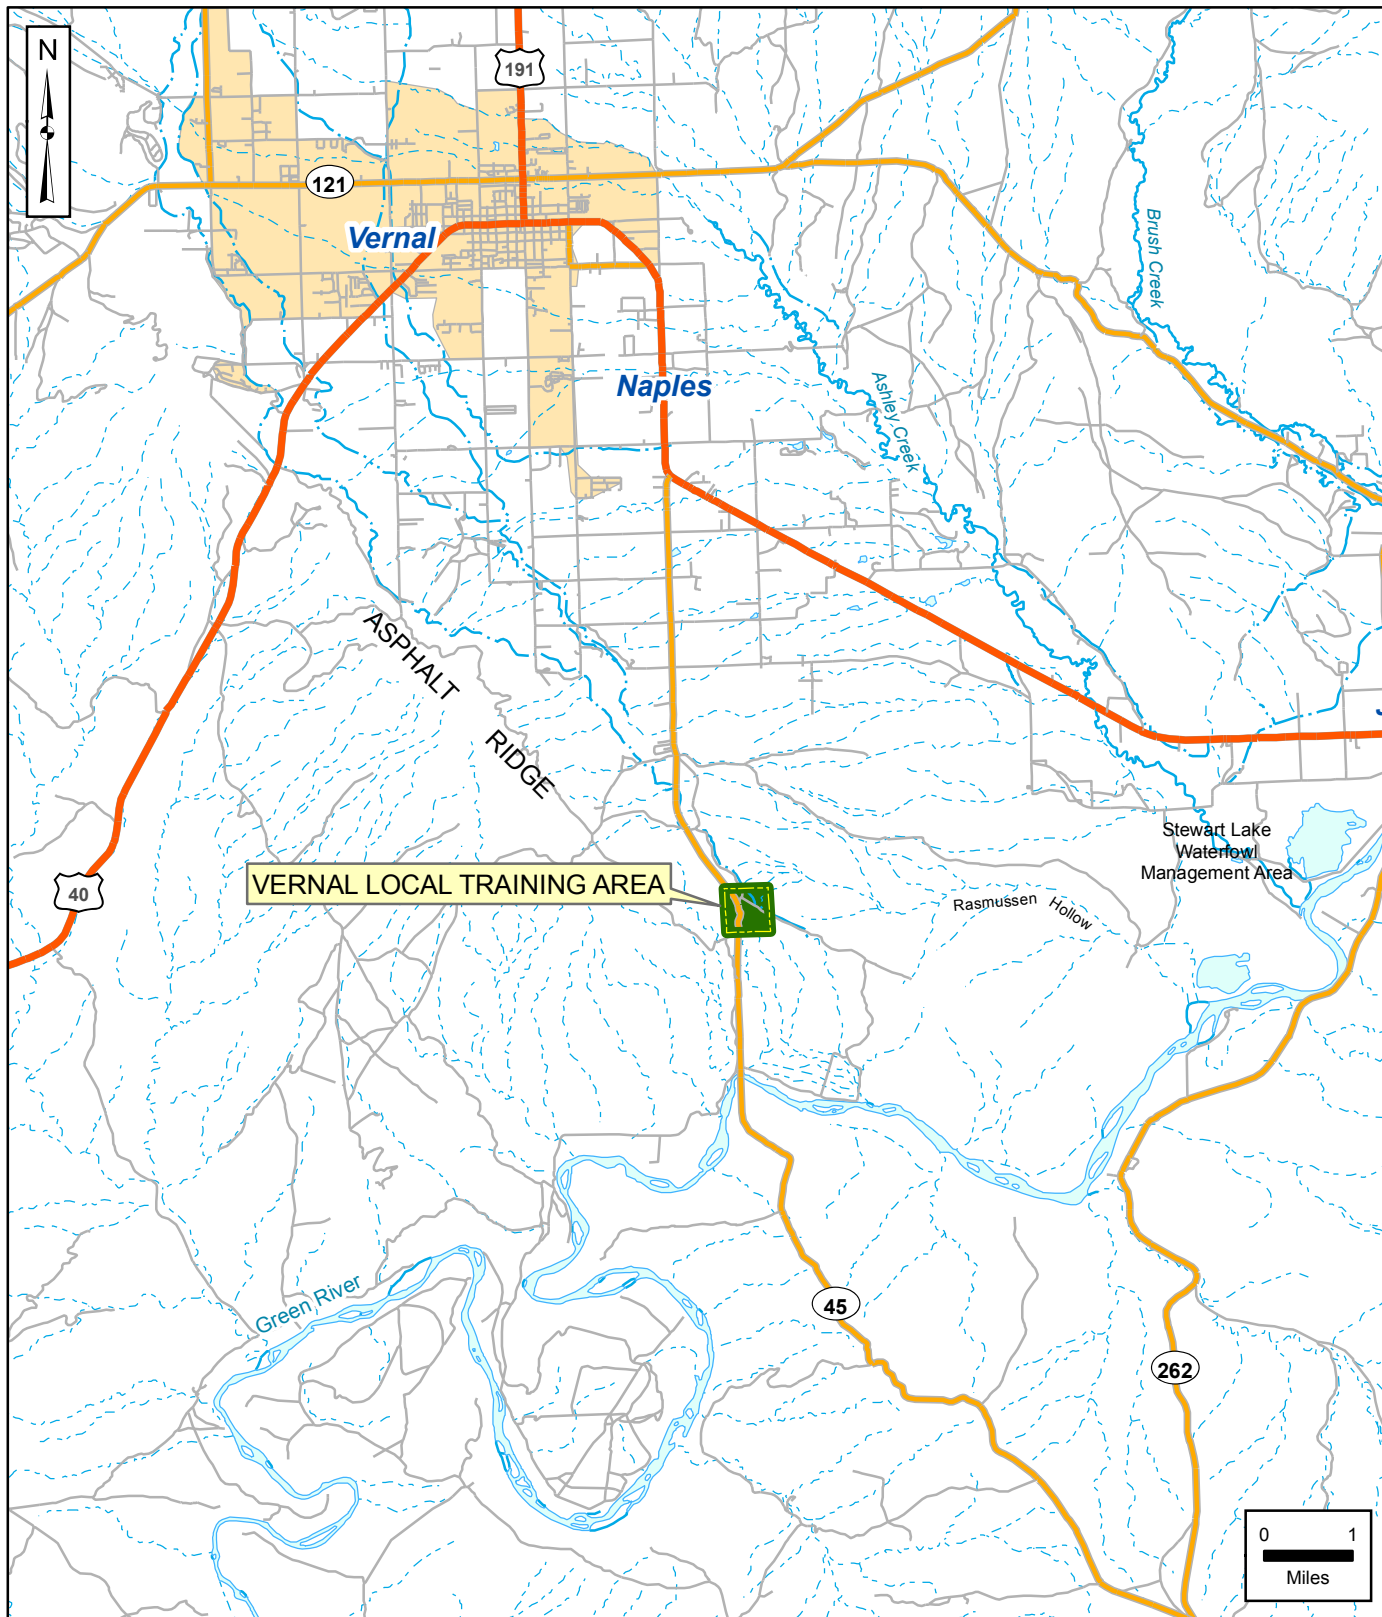 N
191
121
Vernal
Brush Creek
Naples
Ashley Creek
ASPHALT
RIDGE
J
Stewart Lake
Waterfowl
Management Area
VERNAL LOCAL TRAINING AREA
40
Rasmussen Hollow
Green River
45
262
0 1
Miles